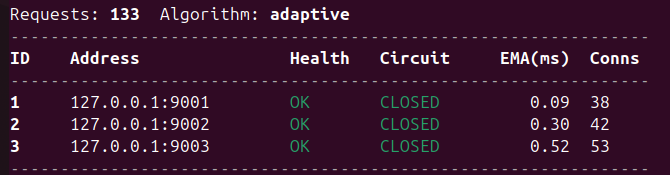 Requests: 133  Algorithm: adaptive
----------------------------------------------------------------
ID    Address               Health   Circuit     EMA(ms)  Conns
----------------------------------------------------------------
1     127.0.0.1:9001        OK       CLOSED         0.09  38
2     127.0.0.1:9002        OK       CLOSED         0.30  42
3     127.0.0.1:9003        OK       CLOSED         0.52  53
----------------------------------------------------------------